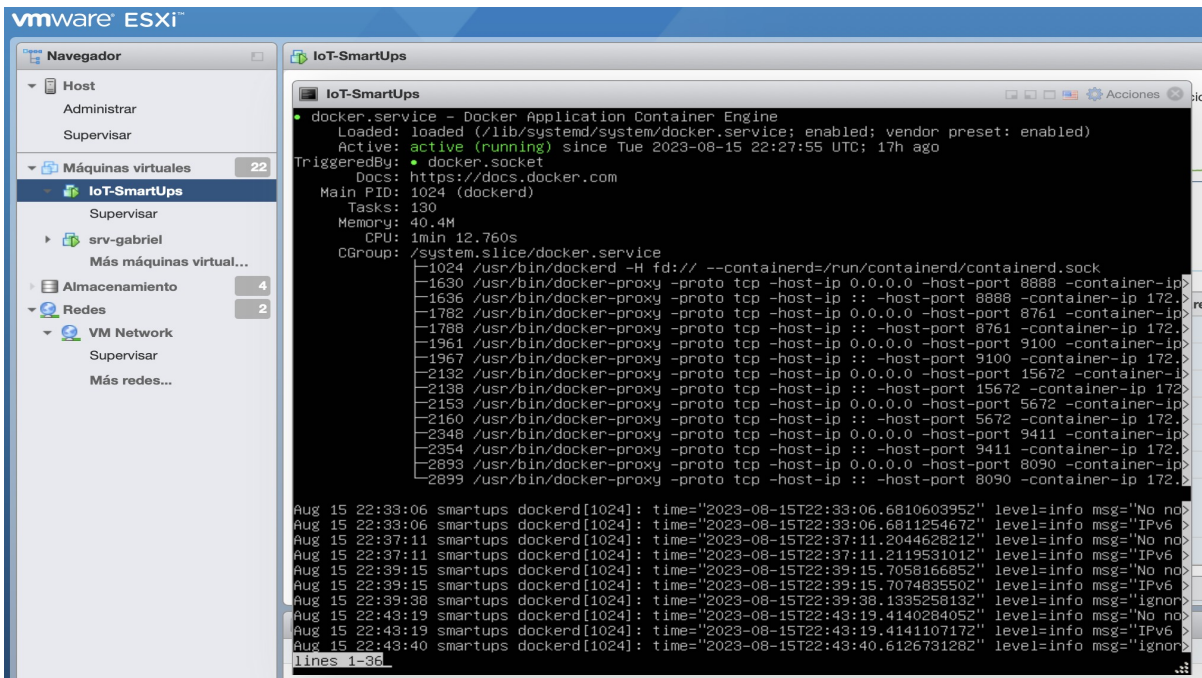 vmware ESXi™
Navegador
Host
Administrar
Supervisar
Máquinas virtuales 22
IoT-SmartUps
Supervisar
srv-gabriel
Más máquinas virtual...
Almacenamiento 4
Redes 2
VM Network
Supervisar
Más redes...
IoT-SmartUps
IoT-SmartUps Acciones
● docker.service - Docker Application Container Engine
Loaded: loaded (/lib/systemd/system/docker.service; enabled; vendor preset: enabled)
Active: active (running) since Tue 2023-08-15 22:27:55 UTC; 17h ago
TriggeredBy: ● docker.socket
Docs: https://docs.docker.com
Main PID: 1024 (dockerd)
Tasks: 130
Memory: 40.4M
CPU: 1min 12.760s
CGroup: /system.slice/docker.service
├─1024 /usr/bin/dockerd -H fd:// --containerd=/run/containerd/containerd.sock
├─1630 /usr/bin/docker-proxy -proto tcp -host-ip 0.0.0.0 -host-port 8888 -container-ip>
├─1636 /usr/bin/docker-proxy -proto tcp -host-ip :: -host-port 8888 -container-ip 172.>
├─1782 /usr/bin/docker-proxy -proto tcp -host-ip 0.0.0.0 -host-port 8761 -container-ip>
├─1788 /usr/bin/docker-proxy -proto tcp -host-ip :: -host-port 8761 -container-ip 172.>
├─1961 /usr/bin/docker-proxy -proto tcp -host-ip 0.0.0.0 -host-port 9100 -container-ip>
├─1967 /usr/bin/docker-proxy -proto tcp -host-ip :: -host-port 9100 -container-ip 172.>
├─2132 /usr/bin/docker-proxy -proto tcp -host-ip 0.0.0.0 -host-port 15672 -container-i>
├─2138 /usr/bin/docker-proxy -proto tcp -host-ip :: -host-port 15672 -container-ip 172>
├─2153 /usr/bin/docker-proxy -proto tcp -host-ip 0.0.0.0 -host-port 5672 -container-ip>
├─2160 /usr/bin/docker-proxy -proto tcp -host-ip :: -host-port 5672 -container-ip 172.>
├─2348 /usr/bin/docker-proxy -proto tcp -host-ip 0.0.0.0 -host-port 9411 -container-ip>
├─2354 /usr/bin/docker-proxy -proto tcp -host-ip :: -host-port 9411 -container-ip 172.>
├─2893 /usr/bin/docker-proxy -proto tcp -host-ip 0.0.0.0 -host-port 8090 -container-ip>
└─2899 /usr/bin/docker-proxy -proto tcp -host-ip :: -host-port 8090 -container-ip 172.>
Aug 15 22:33:06 smartups dockerd[1024]: time="2023-08-15T22:33:06.681060395Z" level=info msg="No no>
Aug 15 22:33:06 smartups dockerd[1024]: time="2023-08-15T22:33:06.681125467Z" level=info msg="IPv6 >
Aug 15 22:37:11 smartups dockerd[1024]: time="2023-08-15T22:37:11.204462821Z" level=info msg="No no>
Aug 15 22:37:11 smartups dockerd[1024]: time="2023-08-15T22:37:11.211953101Z" level=info msg="IPv6 >
Aug 15 22:39:15 smartups dockerd[1024]: time="2023-08-15T22:39:15.705816685Z" level=info msg="No no>
Aug 15 22:39:15 smartups dockerd[1024]: time="2023-08-15T22:39:15.707483550Z" level=info msg="IPv6 >
Aug 15 22:39:38 smartups dockerd[1024]: time="2023-08-15T22:39:38.133525813Z" level=info msg="ignor>
Aug 15 22:43:19 smartups dockerd[1024]: time="2023-08-15T22:43:19.414028405Z" level=info msg="No no>
Aug 15 22:43:19 smartups dockerd[1024]: time="2023-08-15T22:43:19.414110717Z" level=info msg="IPv6 >
Aug 15 22:43:40 smartups dockerd[1024]: time="2023-08-15T22:43:40.612673128Z" level=info msg="ignor>
lines 1-36